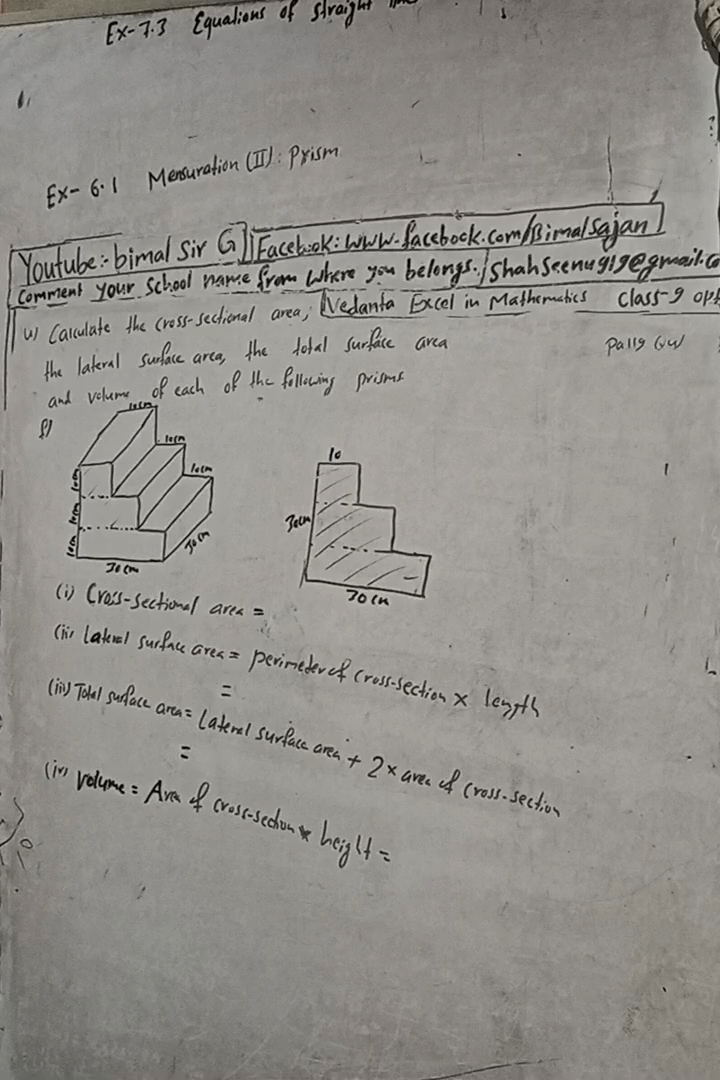 Ex-7.3 Equations of straight
Ex- 6.1 Mensuration (II): Prism
Youtube:- bimal Sir G Facebook: www.facebook.com/Bimalsajan
Comment your School name from where you belongs. / Shahseenu919@gmail.co
Vedanta Excel in Mathematics Class-9 opt
4) Calculate the cross-sectional area,
the lateral surface area, the total surface area
and volume of each of the following prisms.
f)
10cm
10cm
10cm
10cm
10cm
10cm
30cm
30cm
10
30cm
30cm
(i) Cross-sectional area =
(ii) Lateral surface area = perimeter of cross-section x length
=
(iii) Total surface area = Lateral surface area + 2 x area of cross-section
=
(iv) Volume = Area of cross-section x height =